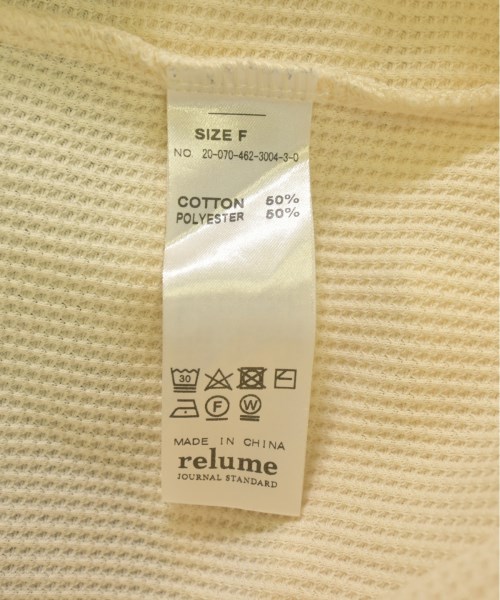 SIZE F
NO. 20-070-462-3004-3-0
COTTON 50%
POLYESTER 50%
30
F W
MADE IN CHINA
relume
JOURNAL STANDARD